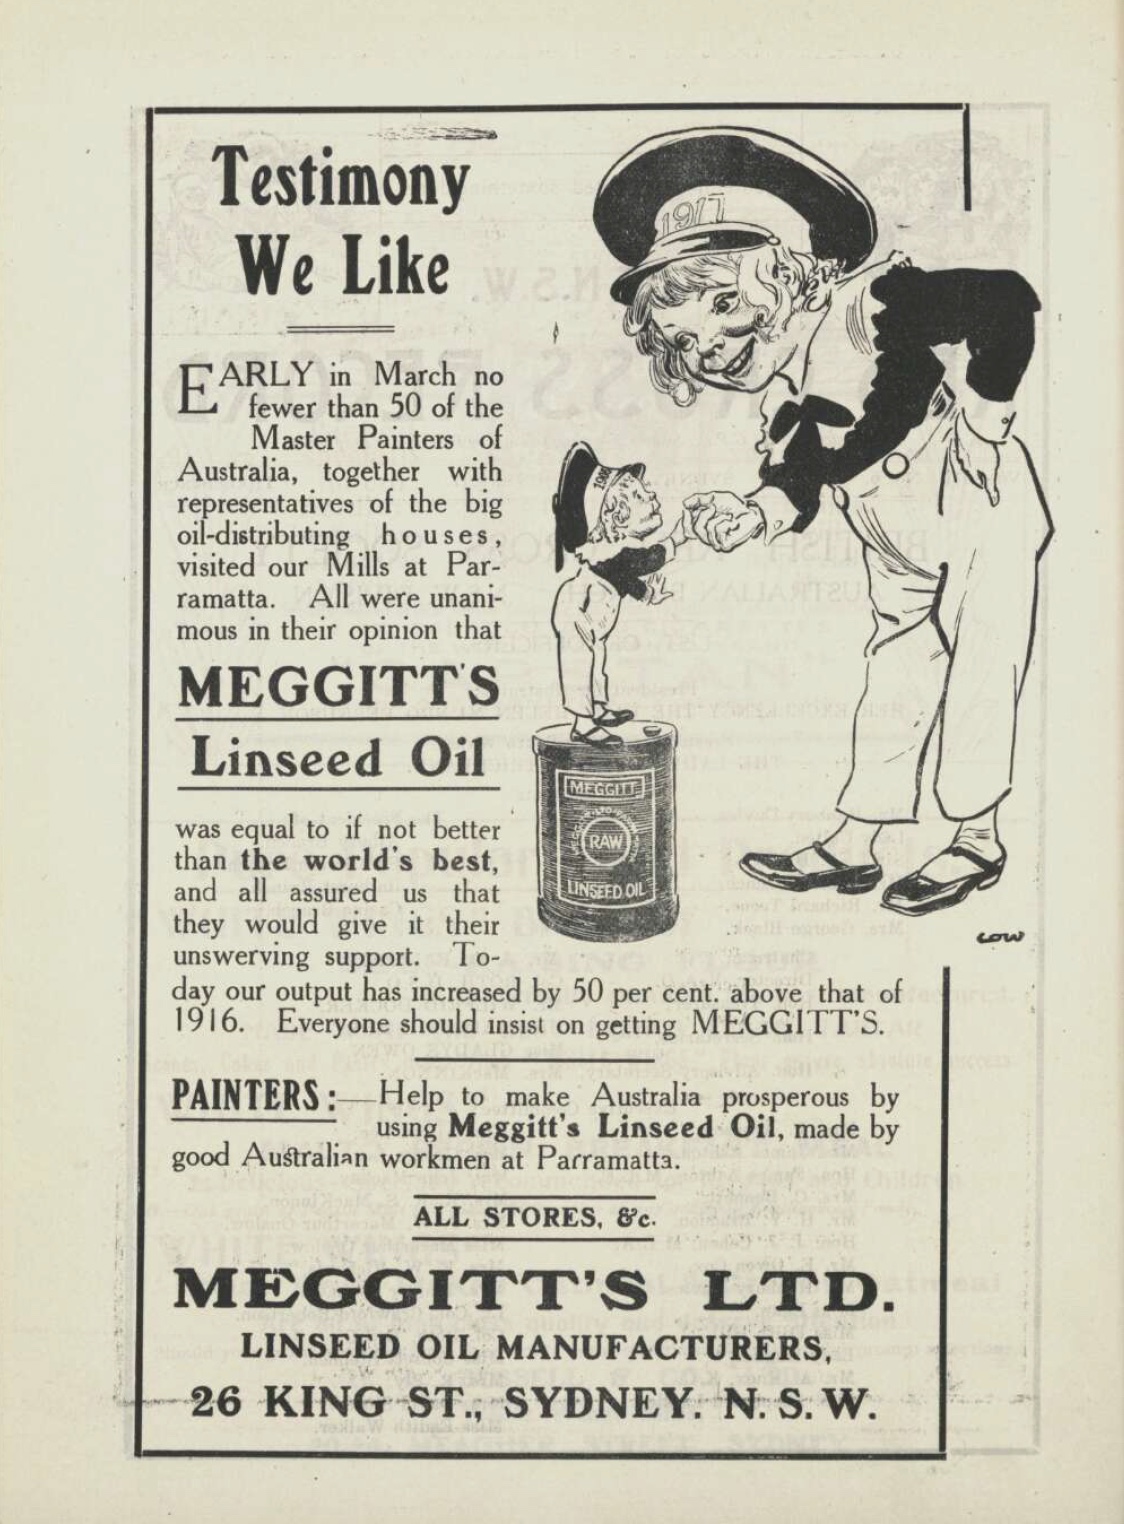 Testimony
We Like
1917
EARLY in March no
fewer than 50 of the
Master Painters of
Australia, together with
representatives of the big
oil-distributing houses,
visited our Mills at Par-
ramatta. All were unani-
mous in their opinion that
MEGGITT'S
Linseed Oil
MEGGITT
RAW
LINSEED OIL
LOW
was equal to if not better
than the world's best,
and all assured us that
they would give it their
unswerving support. To-
day our output has increased by 50 per cent. above that of
1916. Everyone should insist on getting MEGGITT'S.
PAINTERS:—Help to make Australia prosperous by
using Meggitt's Linseed Oil, made by
good Australian workmen at Parramatta.
ALL STORES, &c.
MEGGITT'S LTD.
LINSEED OIL MANUFACTURERS,
26 KING ST., SYDNEY. N. S. W.